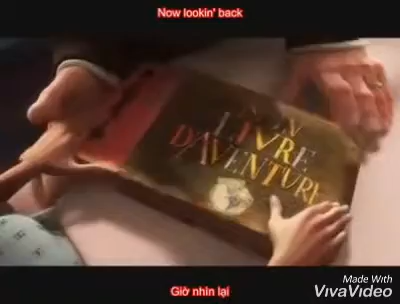 Now lookin' back
MON
LIVRE
D'AVENTURE
Giờ nhìn lại
Made With
VivaVideo